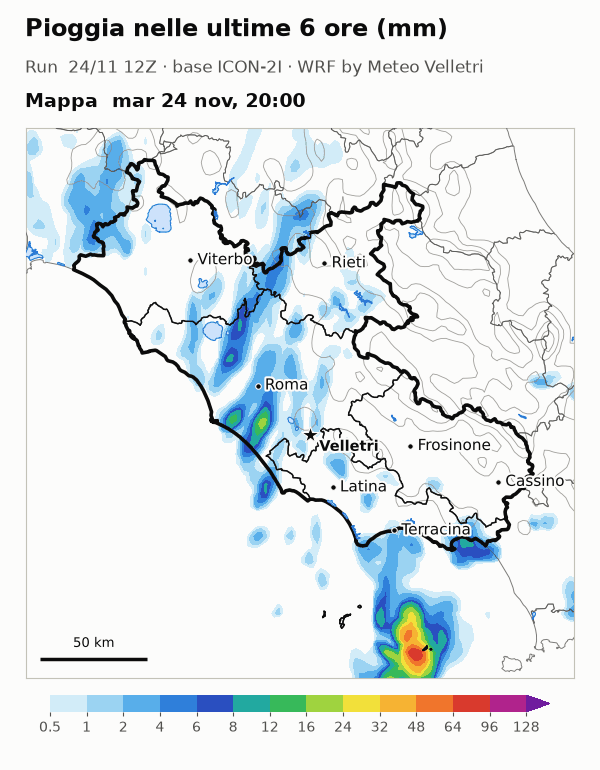 Pioggia nelle ultime 6 ore (mm)
Run  24/11 12Z · base ICON-2I · WRF by Meteo Velletri
Mappa  mar 24 nov, 20:00
Viterbo
Rieti
Roma
Velletri
Frosinone
Latina
Cassino
Terracina
50 km
0.5 1 2 4 6 8 12 16 24 32 48 64 96 128